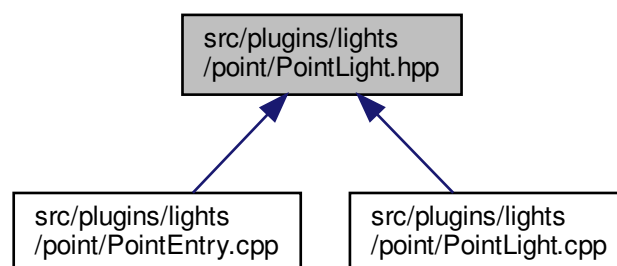 src/plugins/lights
/point/PointLight.hpp
src/plugins/lights
/point/PointEntry.cpp
src/plugins/lights
/point/PointLight.cpp